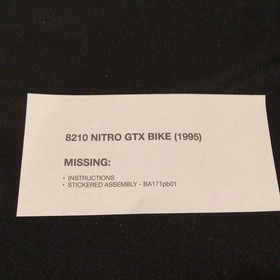 8210 NITRO GTX BIKE (1995)
MISSING:
• INSTRUCTIONS
• STICKERED ASSEMBLY - BA171pb01